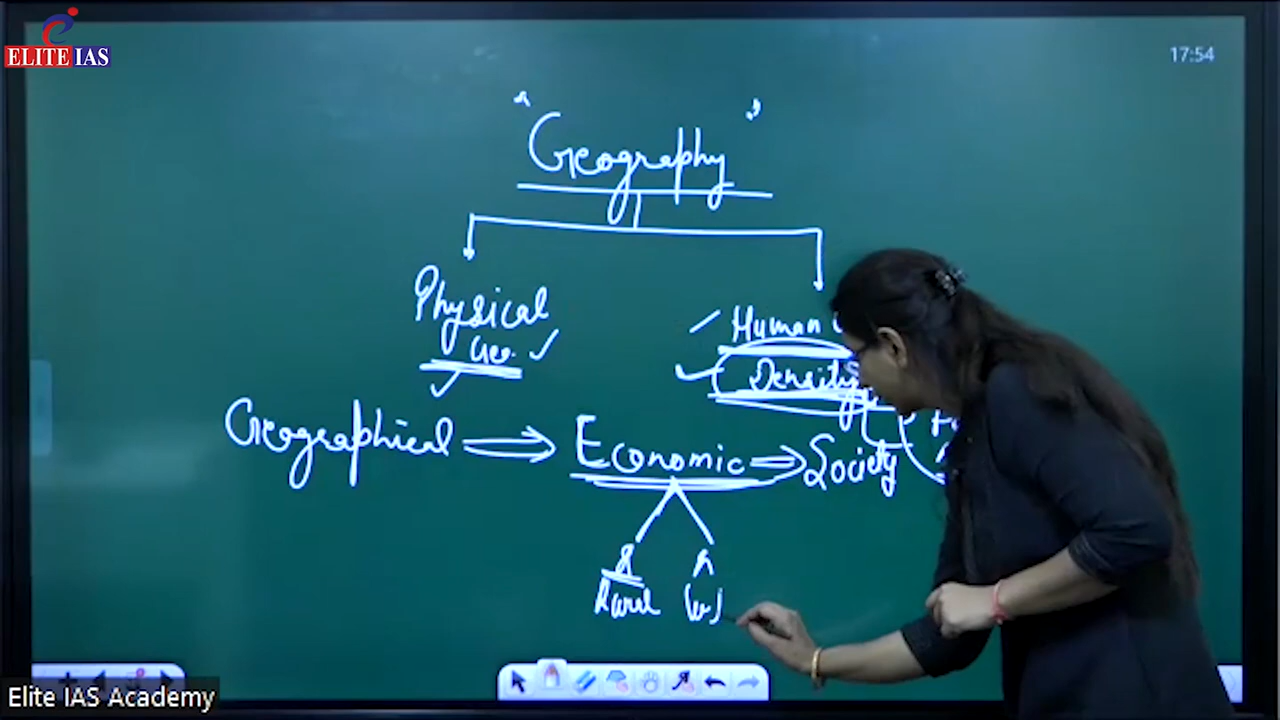 ELITE IAS
17:54
"Geography"
Physical
Geo.
Human
Density
Geographical ⇒ Economic ⇒ Society
Rural
Elite IAS Academy